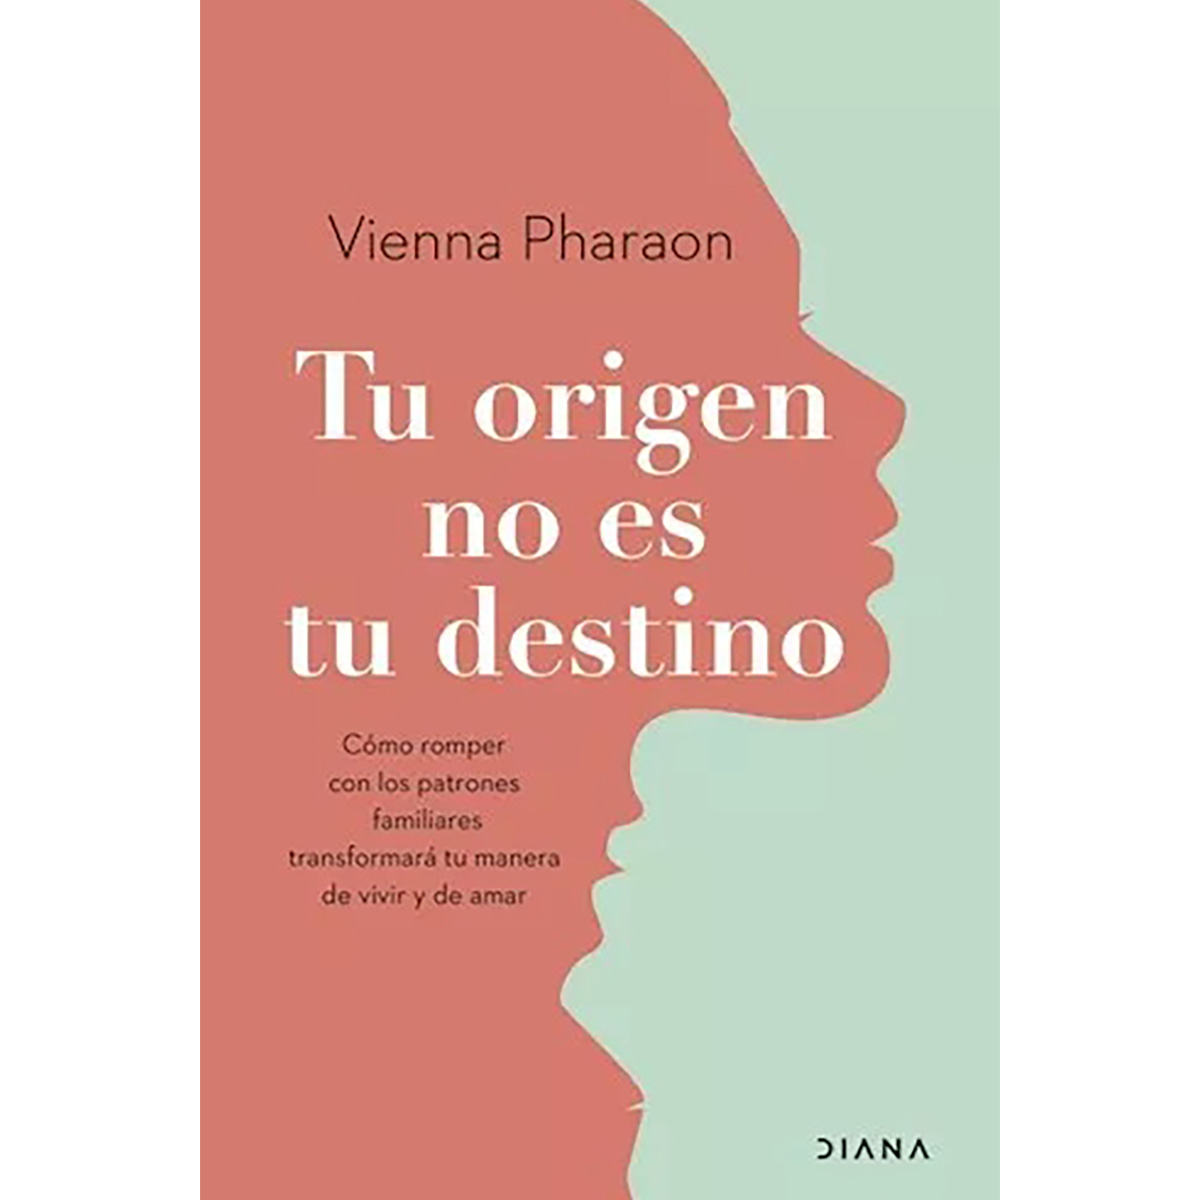 Vienna Pharaon
Tu origen
no es
tu destino
Cómo romper
con los patrones
familiares
transformará tu manera
de vivir y de amar
DIANA